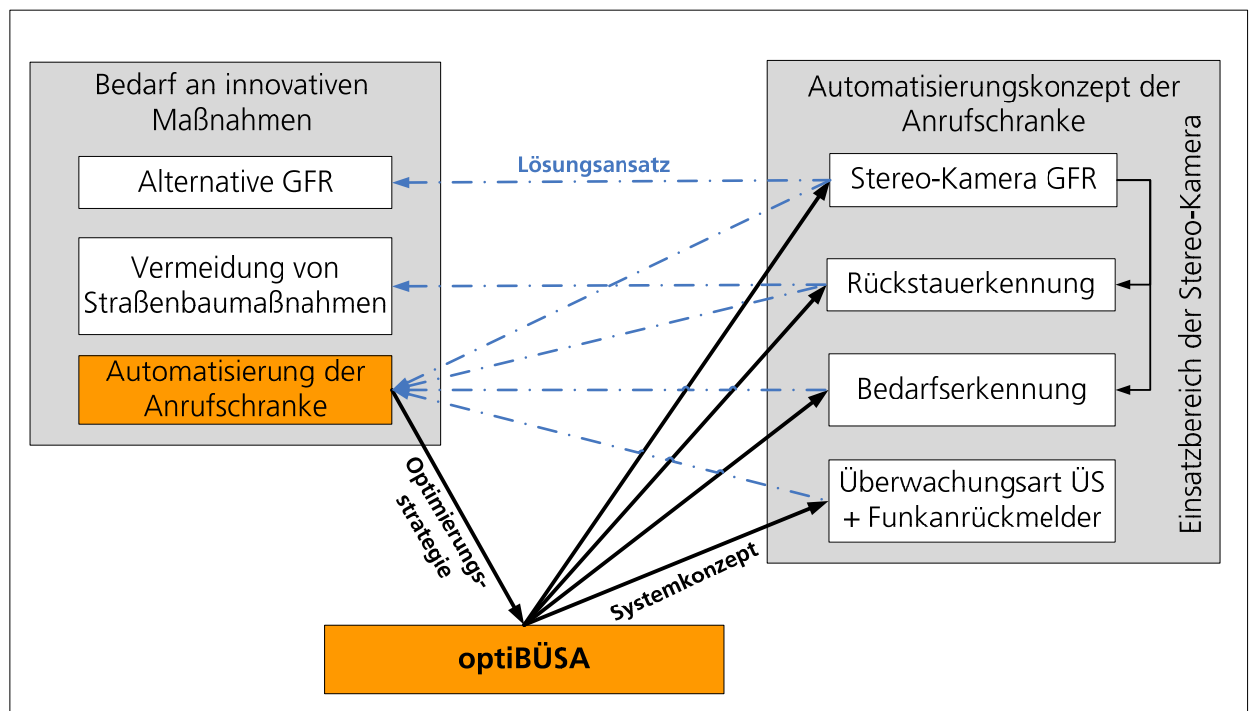 Bedarf an innovativen
Maßnahmen
Alternative GFR
Vermeidung von
Straßenbaumaßnahmen
Automatisierung der
Anrufschranke
Lösungsansatz
Automatisierungskonzept der
Anrufschranke
Stereo-Kamera GFR
Rückstauerkennung
Bedarfserkennung
Überwachungsart ÜS
+ Funkanrückmelder
Einsatzbereich der Stereo-Kamera
Optimierungs-
strategie
Systemkonzept
optiBÜSA